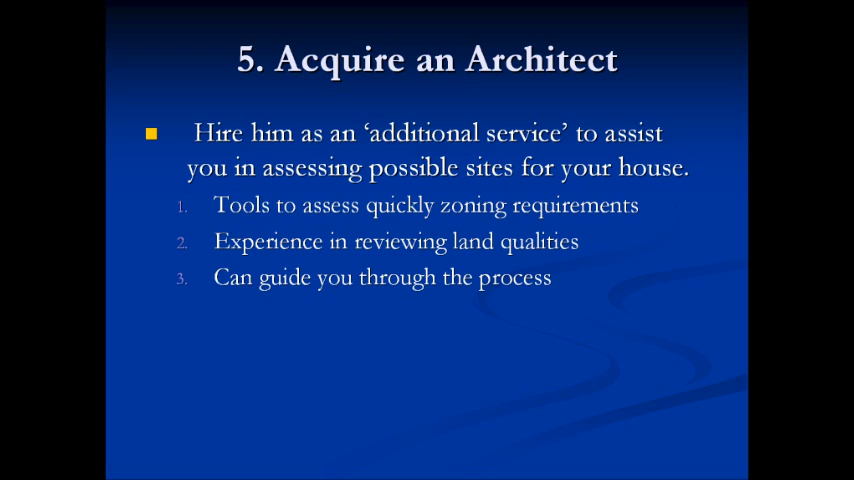 5. Acquire an Architect
Hire him as an ‘additional service’ to assist
you in assessing possible sites for your house.
1. Tools to assess quickly zoning requirements
2. Experience in reviewing land qualities
3. Can guide you through the process